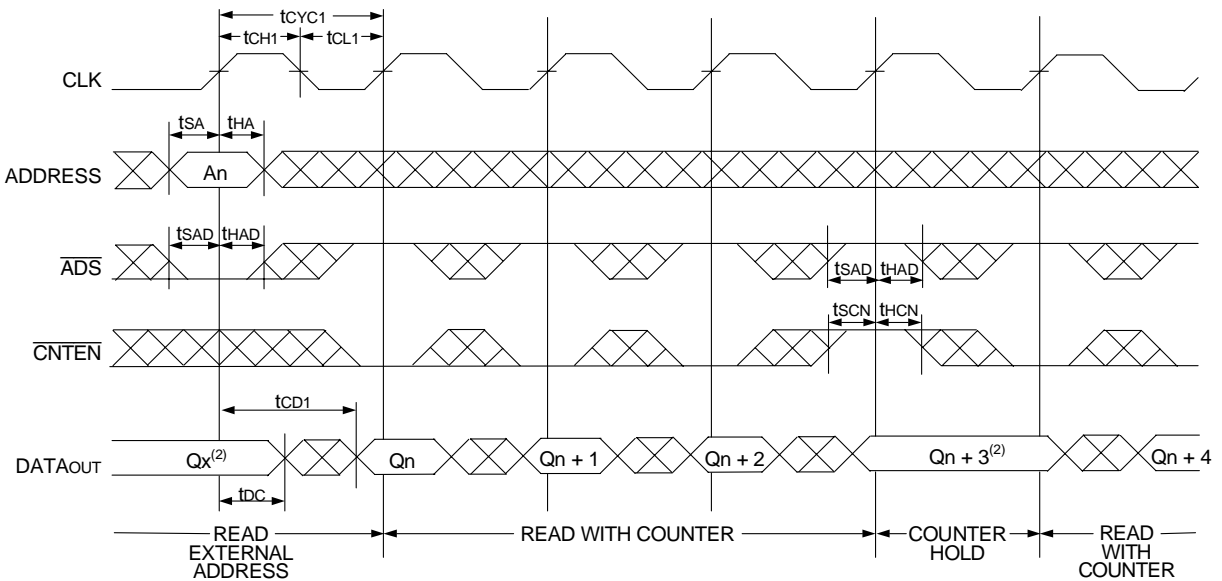 tCYC1
tCH1 tCL1
CLK
tSA tHA
ADDRESS An
tSAD tHAD
ADS
tSAD tHAD
tSCN tHCN
CNTEN
tCD1
DATAOUT Qx(2) Qn Qn + 1 Qn + 2 Qn + 3(2) Qn + 4
tDC
READ EXTERNAL ADDRESS
READ WITH COUNTER
COUNTER HOLD
READ WITH COUNTER